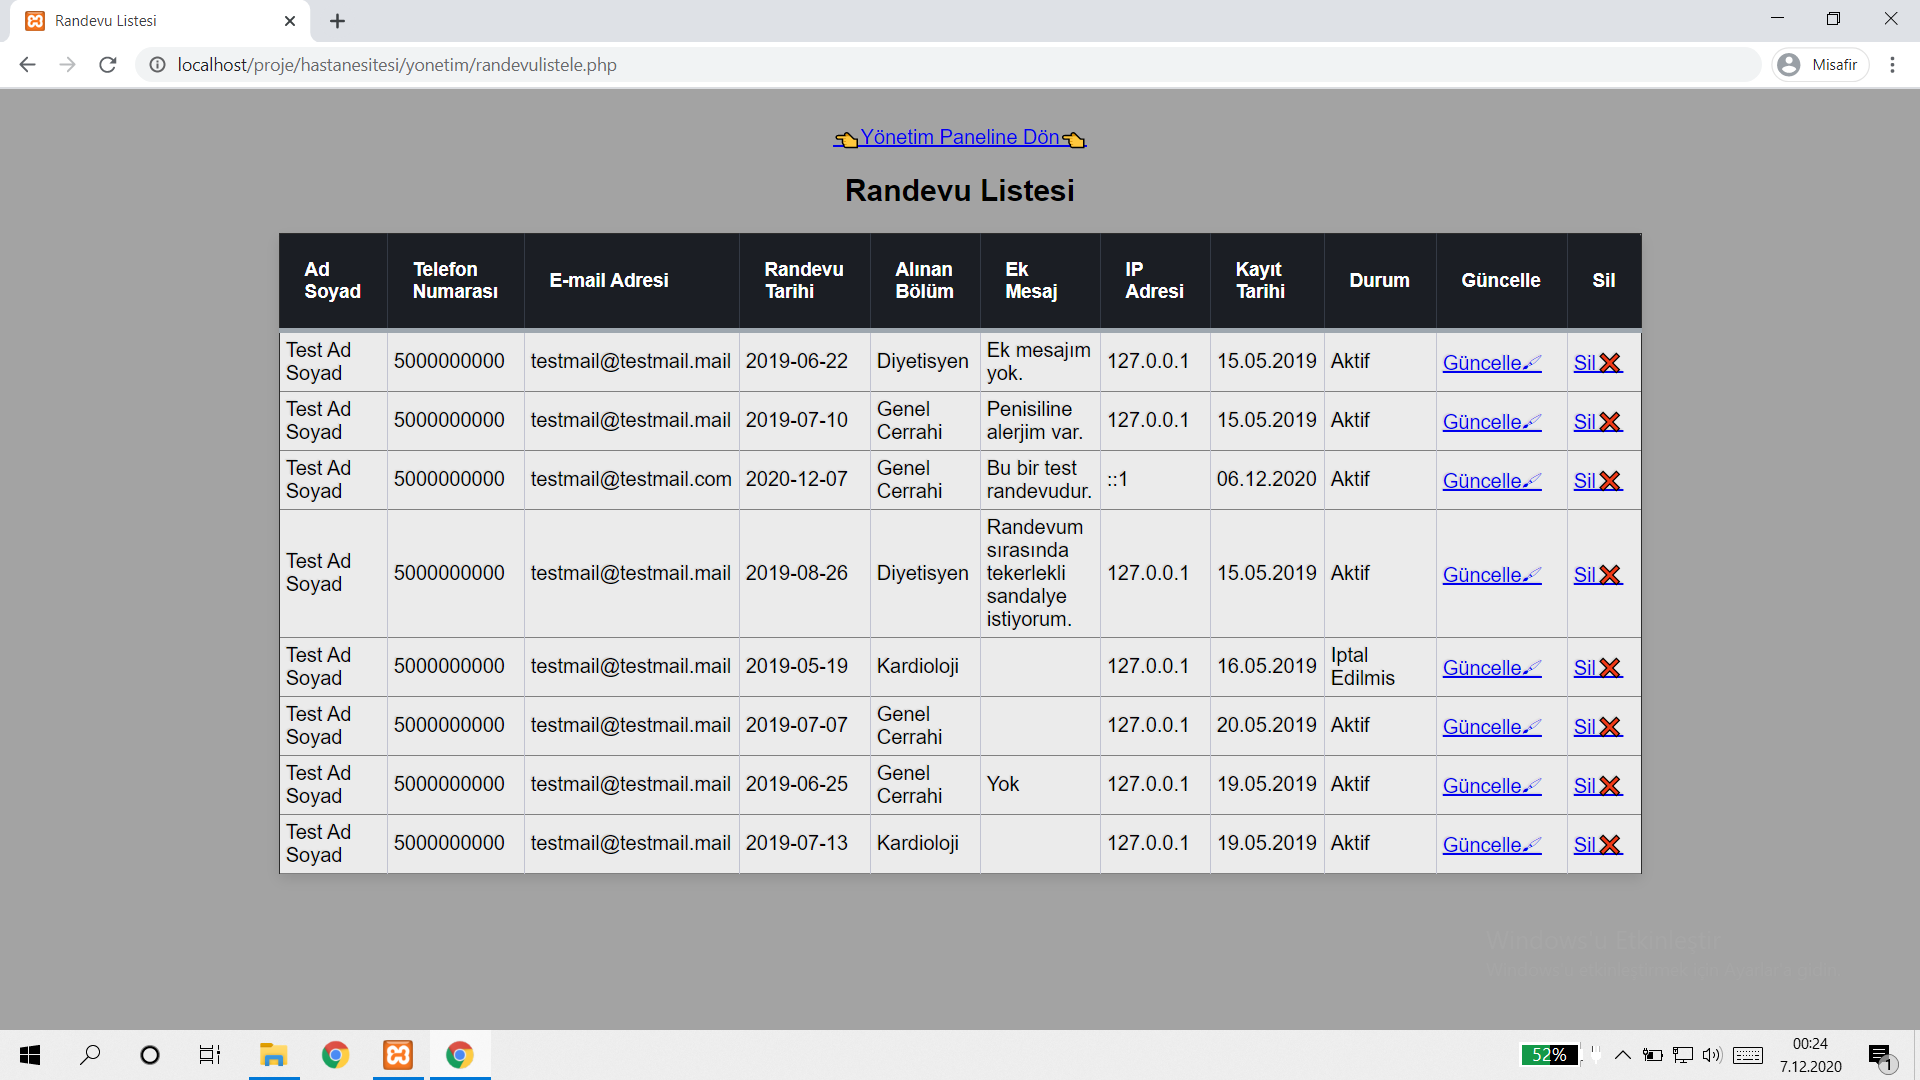 Randevu Listesi
localhost/proje/hastanesitesi/yonetim/randevulistele.php
Misafir
Yönetim Paneline Dön
Randevu Listesi
Ad Soyad Telefon Numarası E-mail Adresi Randevu Tarihi Alınan Bölüm Ek Mesaj IP Adresi Kayıt Tarihi Durum Güncelle Sil
Test Ad Soyad 5000000000 testmail@testmail.mail 2019-06-22 Diyetisyen Ek mesajım yok. 127.0.0.1 15.05.2019 Aktif Güncelle Sil
Test Ad Soyad 5000000000 testmail@testmail.mail 2019-07-10 Genel Cerrahi Penisiline alerjim var. 127.0.0.1 15.05.2019 Aktif Güncelle Sil
Test Ad Soyad 5000000000 testmail@testmail.com 2020-12-07 Genel Cerrahi Bu bir test randevudur. ::1 06.12.2020 Aktif Güncelle Sil
Test Ad Soyad 5000000000 testmail@testmail.mail 2019-08-26 Diyetisyen Randevum sırasında tekerlekli sandalye istiyorum. 127.0.0.1 15.05.2019 Aktif Güncelle Sil
Test Ad Soyad 5000000000 testmail@testmail.mail 2019-05-19 Kardioloji 127.0.0.1 16.05.2019 Iptal Edilmis Güncelle Sil
Test Ad Soyad 5000000000 testmail@testmail.mail 2019-07-07 Genel Cerrahi 127.0.0.1 20.05.2019 Aktif Güncelle Sil
Test Ad Soyad 5000000000 testmail@testmail.mail 2019-06-25 Genel Cerrahi Yok 127.0.0.1 19.05.2019 Aktif Güncelle Sil
Test Ad Soyad 5000000000 testmail@testmail.mail 2019-07-13 Kardioloji 127.0.0.1 19.05.2019 Aktif Güncelle Sil
Windows'u Etkinleştir
52%
00:24
7.12.2020
1